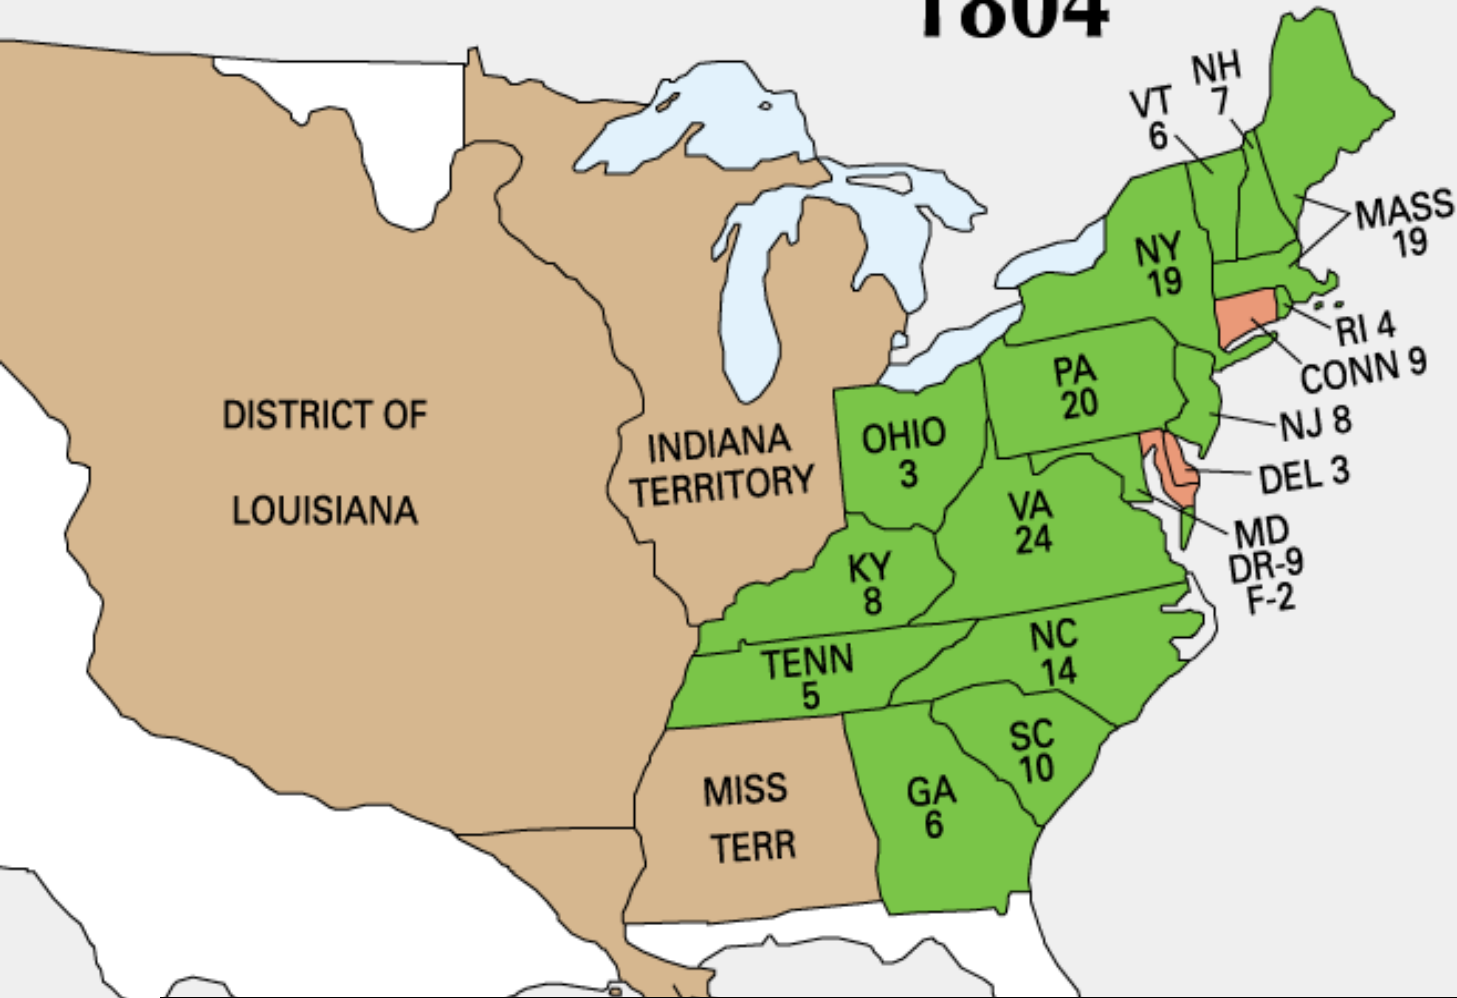 1804
NH
7
VT
6
MASS
19
NY
19
RI 4
CONN 9
PA
20
NJ 8
DISTRICT OF
LOUISIANA
INDIANA
TERRITORY
OHIO
3
DEL 3
VA
24
MD
DR-9
F-2
KY
8
NC
14
TENN
5
SC
10
MISS
TERR
GA
6